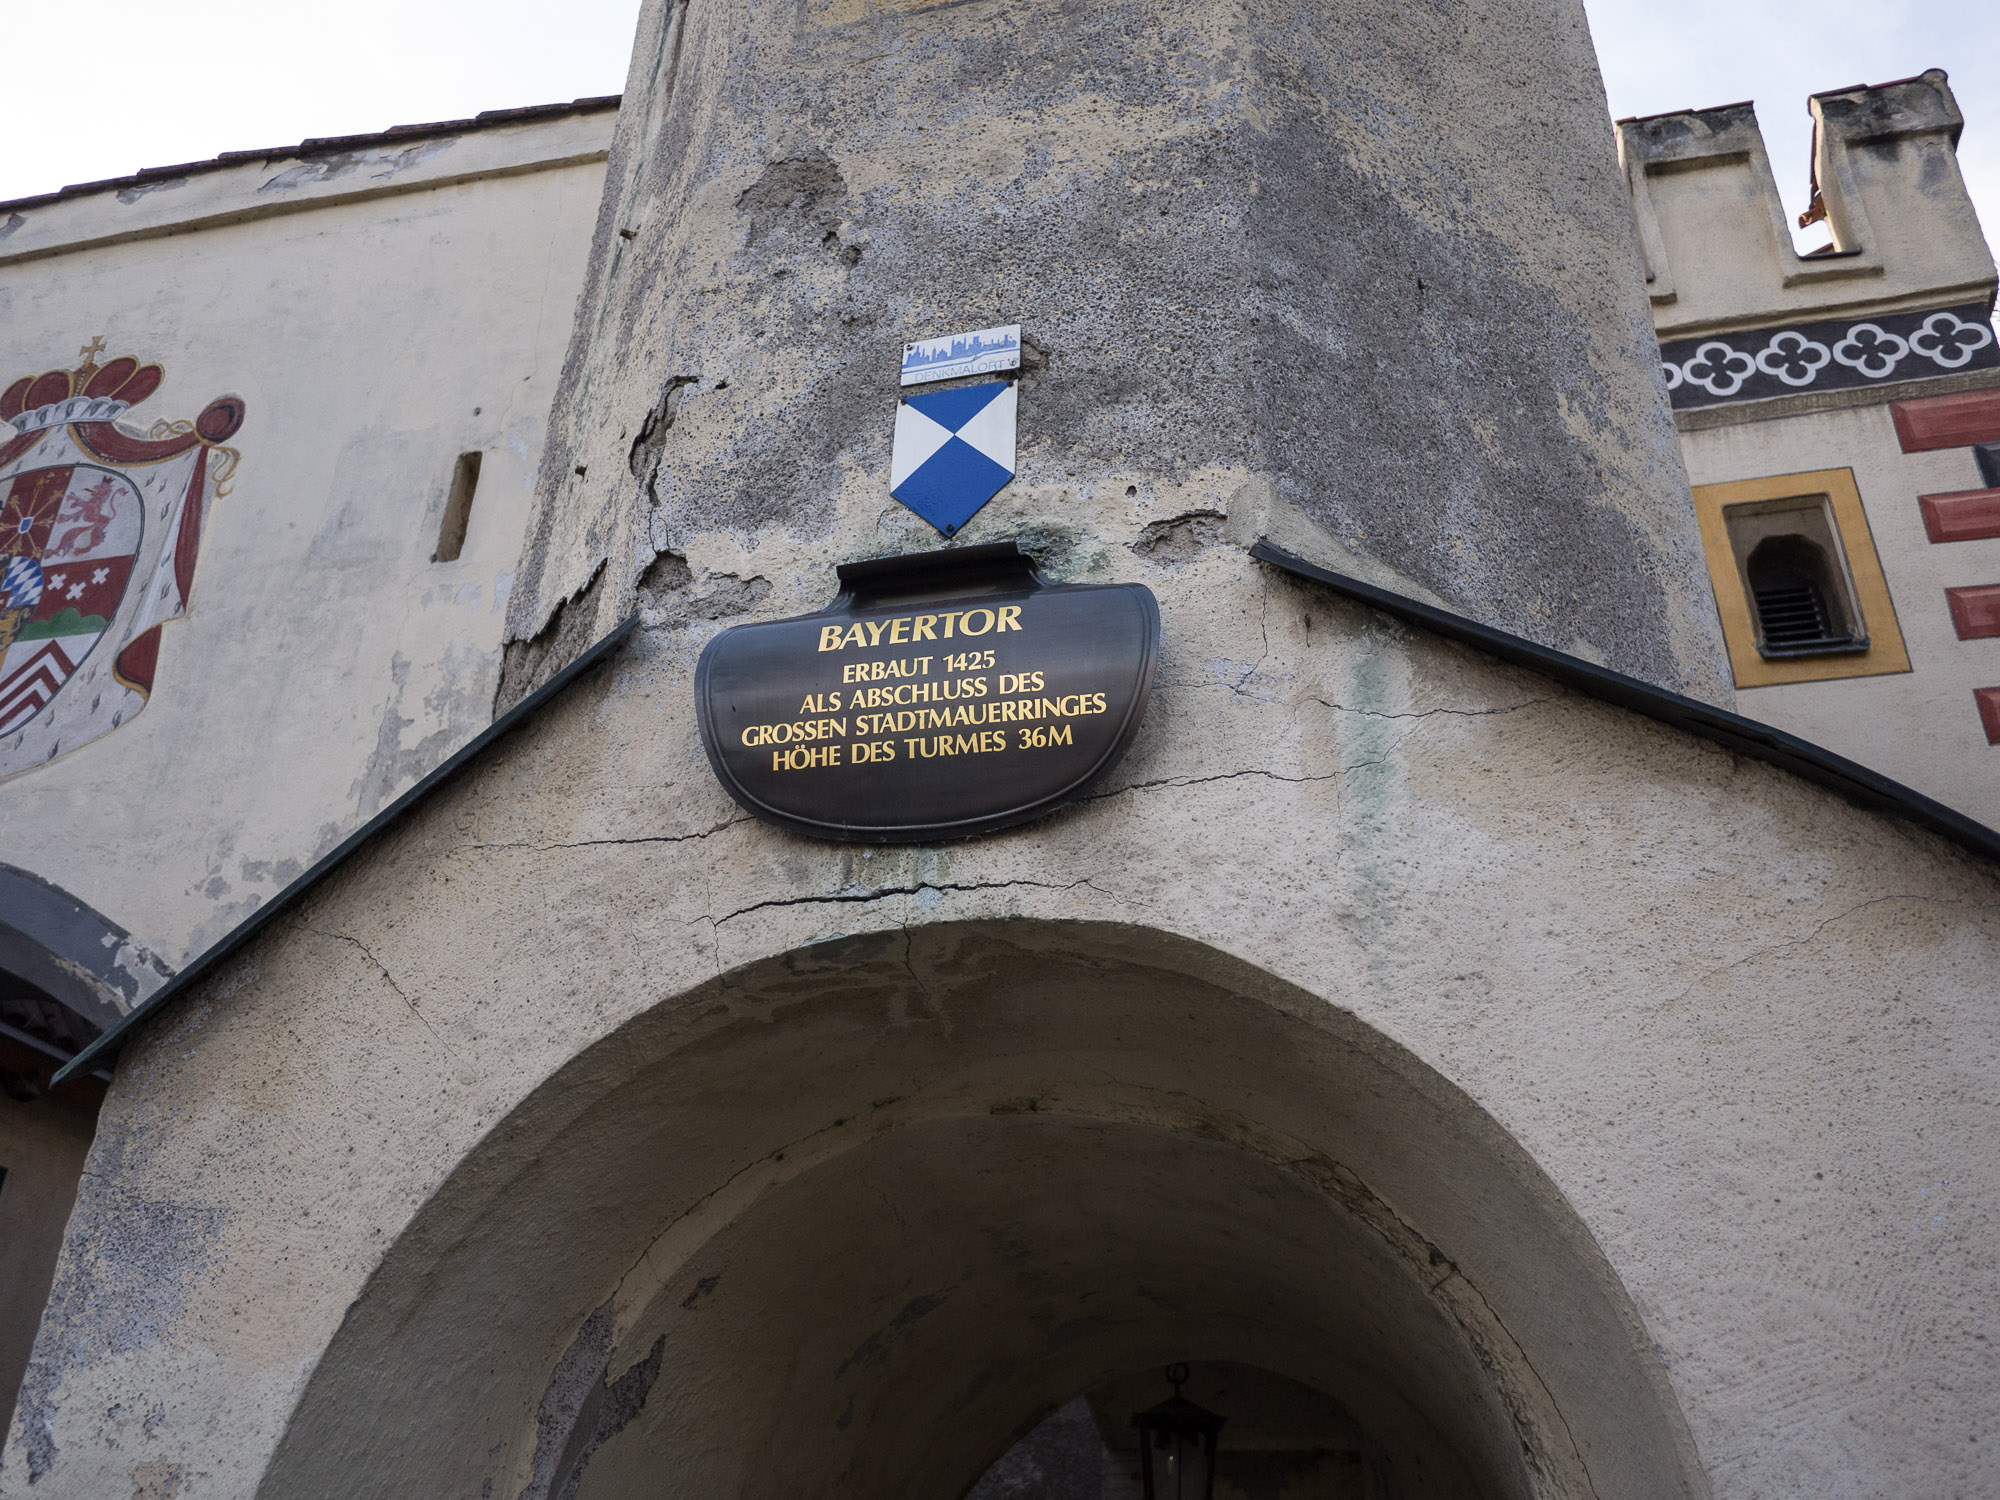 DENKMALORT
BAYERTOR
ERBAUT 1425
ALS ABSCHLUSS DES
GROSSEN STADTMAUERRINGES
HÖHE DES TURMES 36M